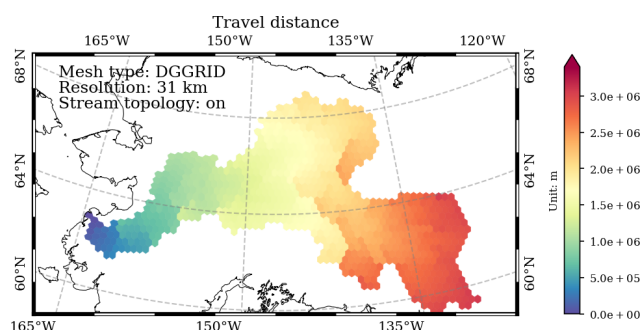 Travel distance
165°W 150°W 135°W 120°W
Mesh type: DGGRID
Resolution: 31 km
Stream topology: on
68°N 68°N
64°N 64°N
60°N 60°N
165°W 150°W 135°W
3.0e+06
2.5e+06
2.0e+06
1.5e+06
1.0e+06
5.0e+05
0.0e+00
Unit: m